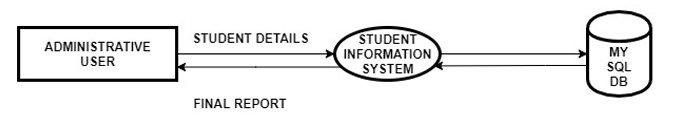 ADMINISTRATIVE
USER
STUDENT DETAILS
FINAL REPORT
STUDENT
INFORMATION
SYSTEM
MY
SQL
DB